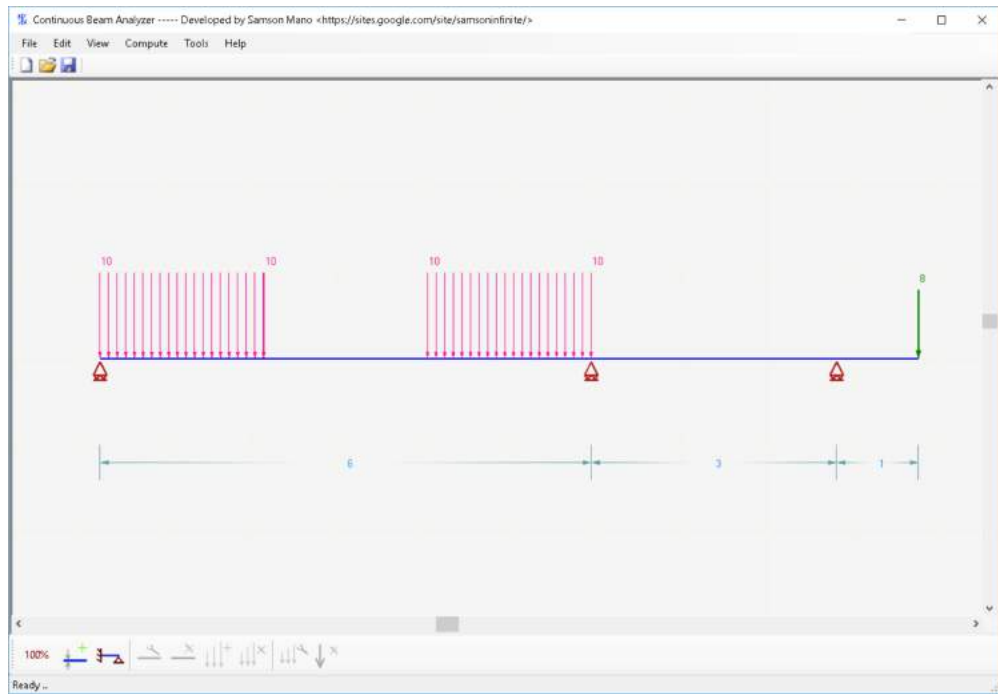 Continuous Beam Analyzer ----- Developed by Samson Mano <https://sites.google.com/site/samsoninfinite/>
File Edit View Compute Tools Help
10 10 10 10
8
6 3 1
100%
Ready...